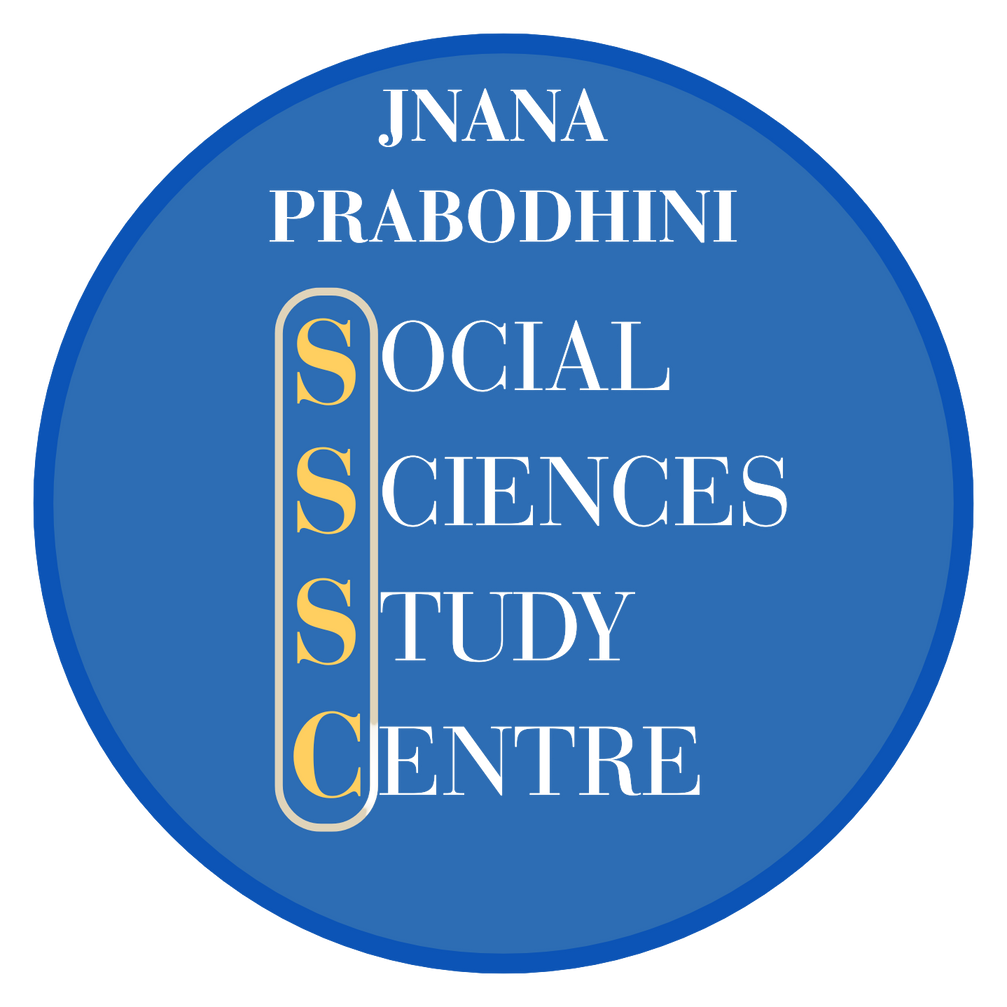 JNANA
PRABODHINI
SOCIAL
SCIENCES
STUDY
CENTRE